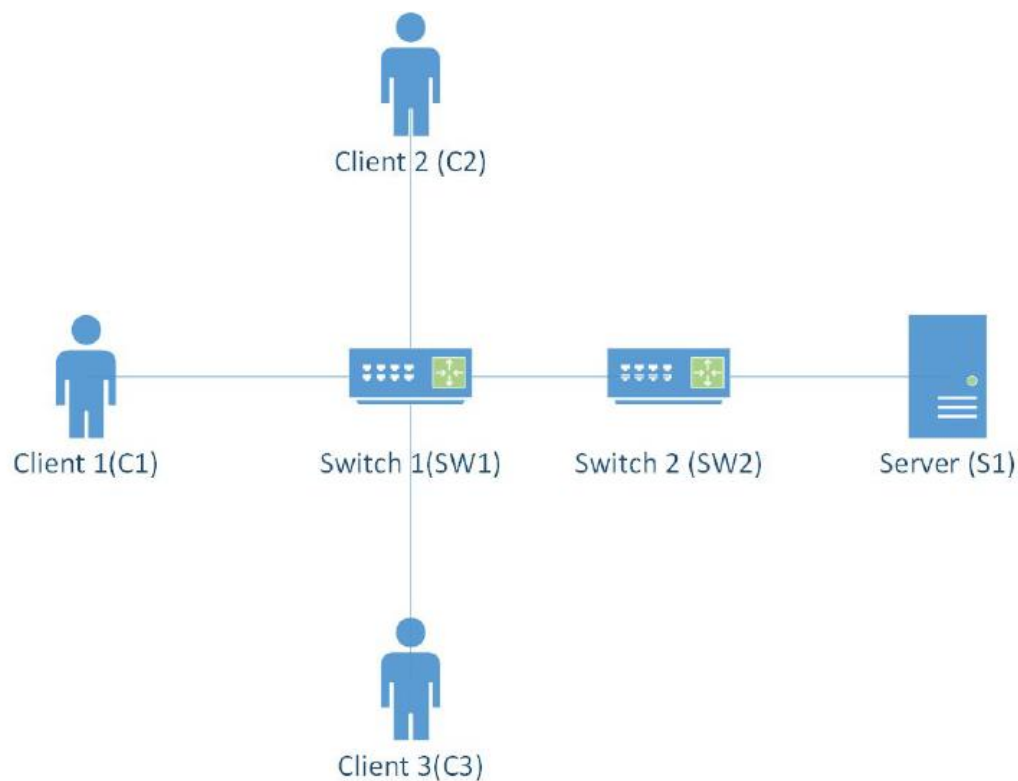 Client 2 (C2)
Client 1(C1)
Switch 1(SW1)
Switch 2 (SW2)
Server (S1)
Client 3(C3)